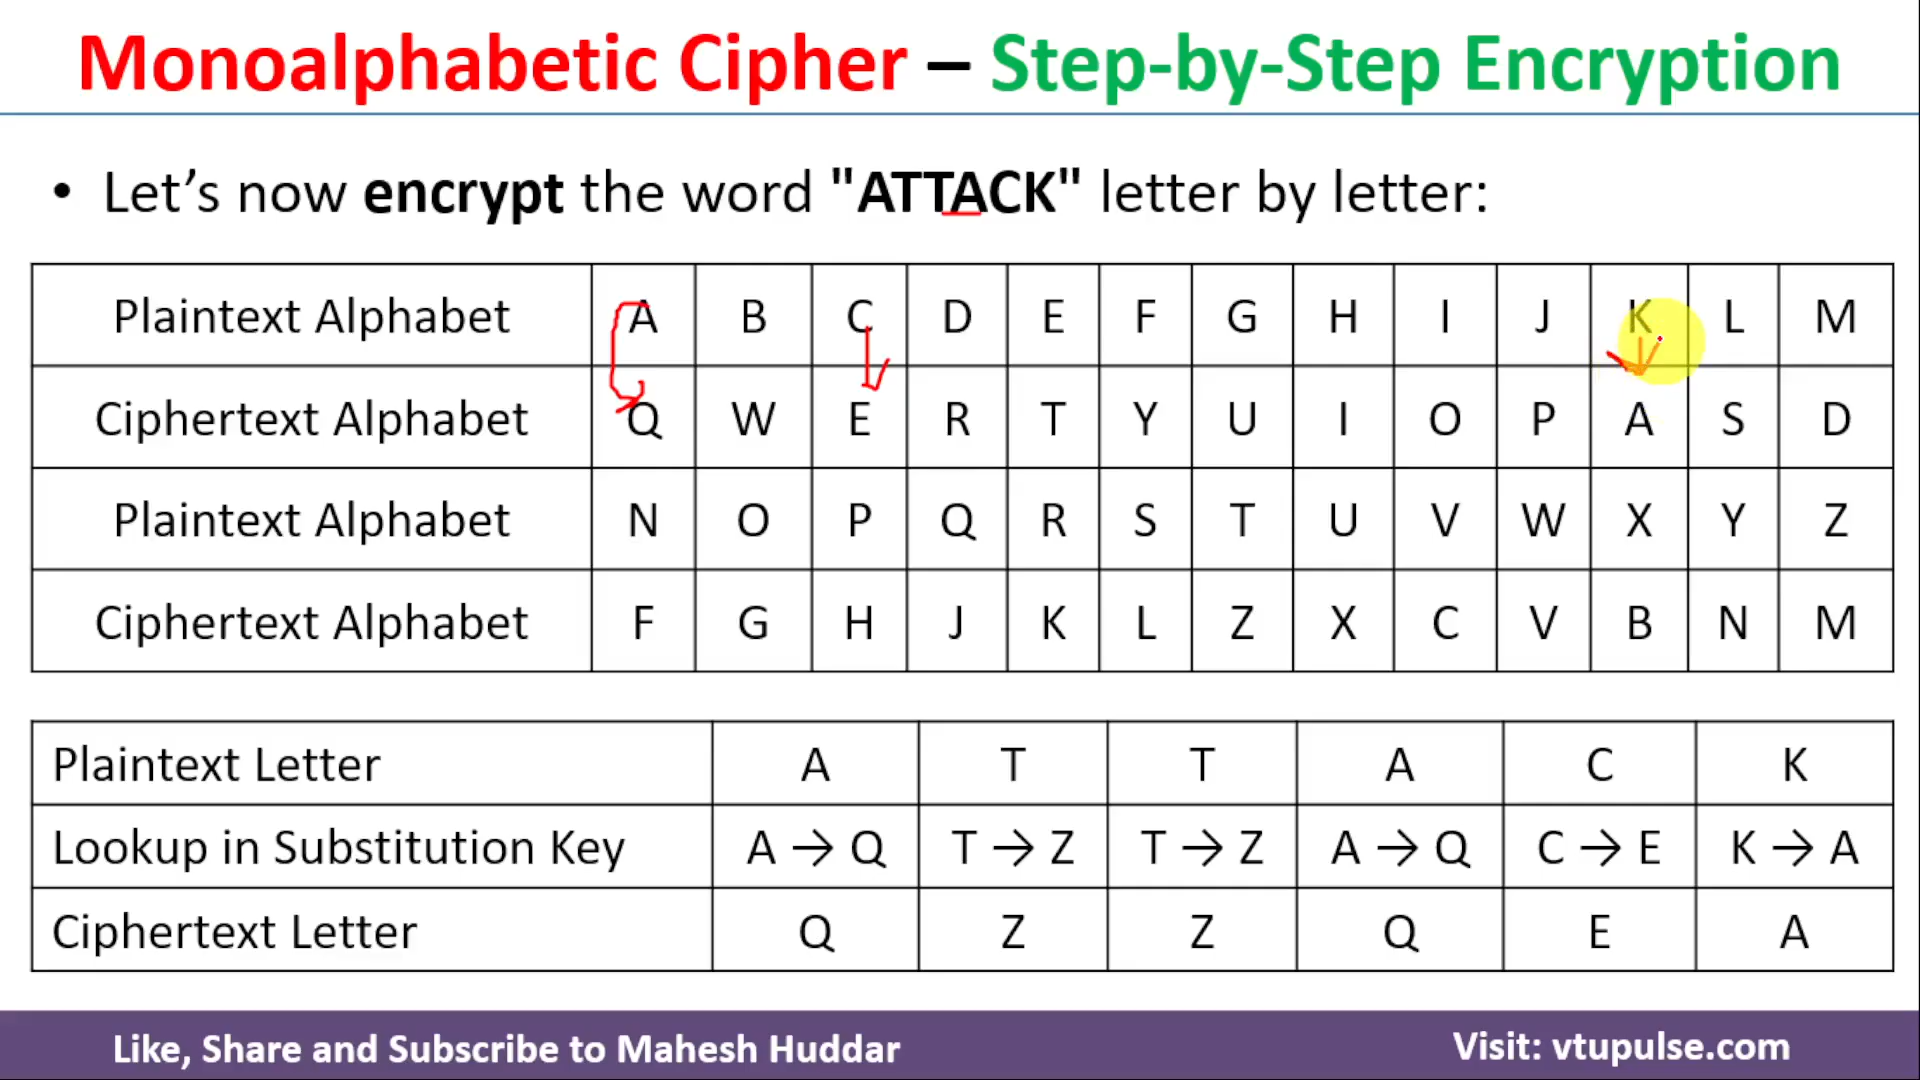 Monoalphabetic Cipher – Step-by-Step Encryption
• Let’s now encrypt the word "ATTACK" letter by letter:
Plaintext Alphabet A B C D E F G H I J K L M
Ciphertext Alphabet Q W E R T Y U I O P A S D
Plaintext Alphabet N O P Q R S T U V W X Y Z
Ciphertext Alphabet F G H J K L Z X C V B N M
Plaintext Letter A T T A C K
Lookup in Substitution Key A → Q T → Z T → Z A → Q C → E K → A
Ciphertext Letter Q Z Z Q E A
Like, Share and Subscribe to Mahesh Huddar
Visit: vtupulse.com